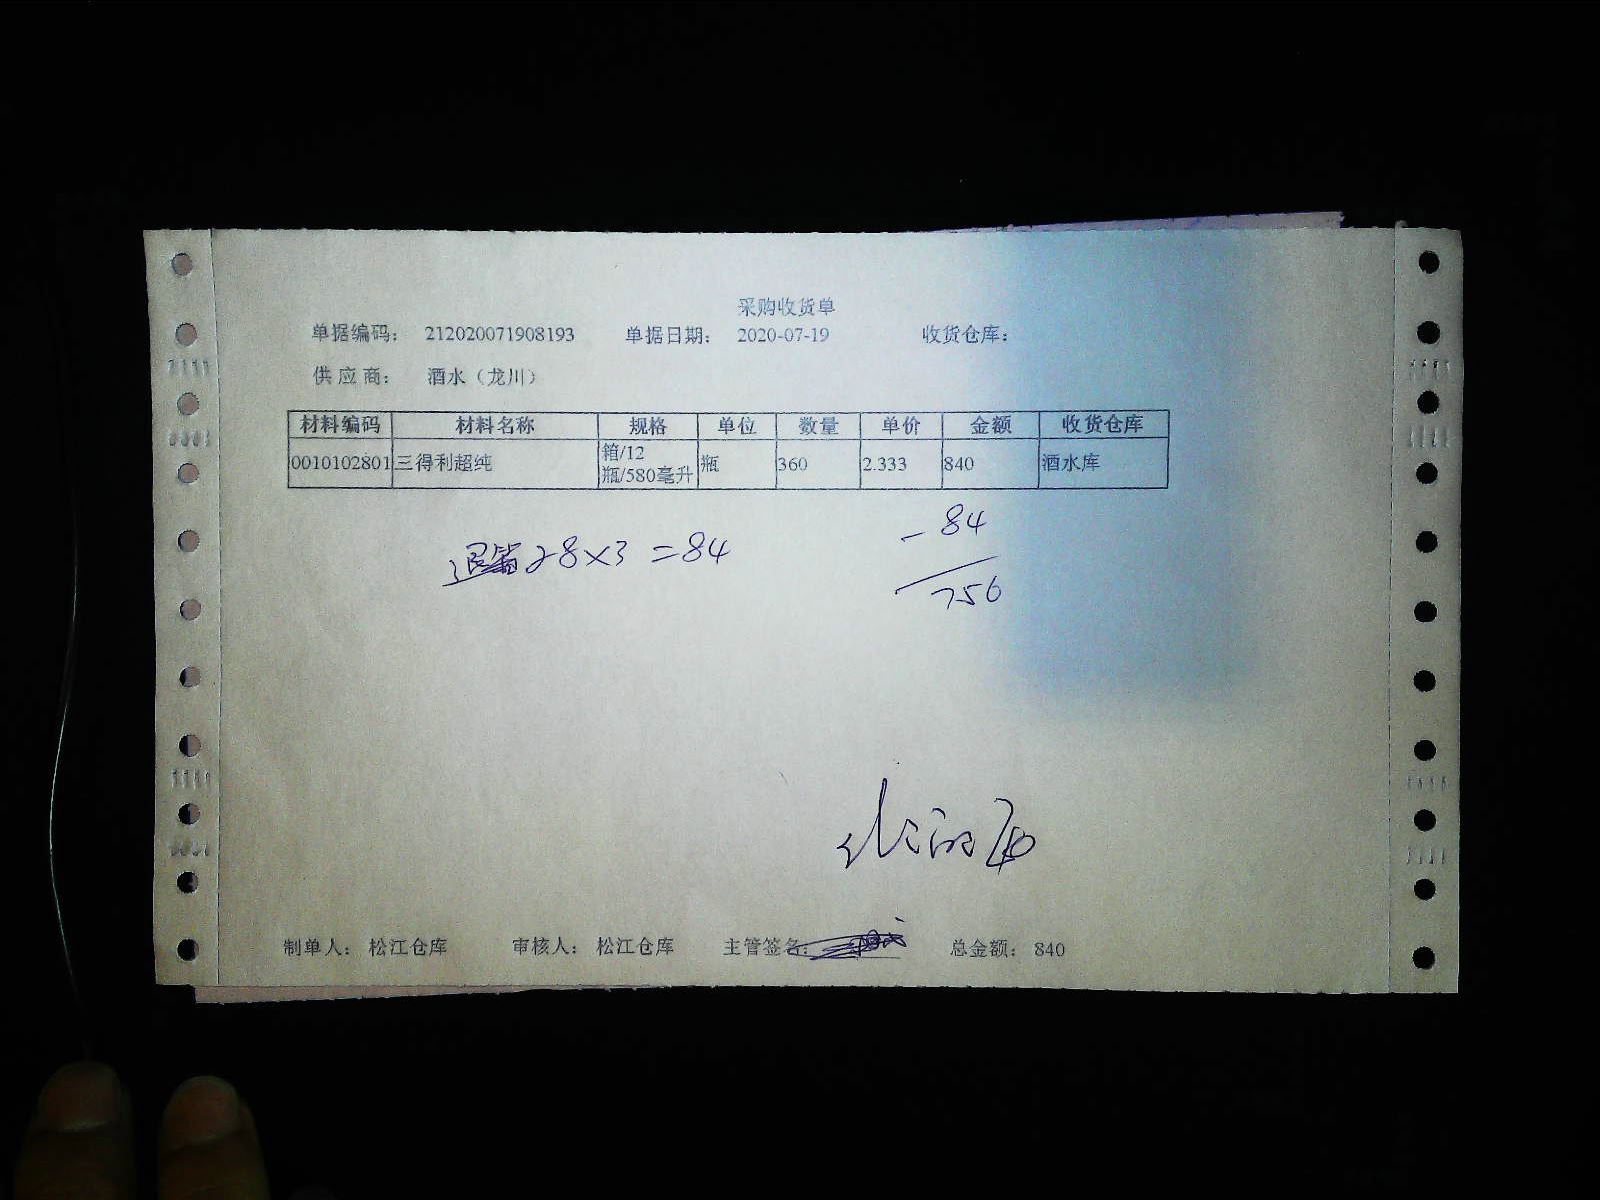 采购收货单
单据编码： 212020071908193 单据日期： 2020-07-19 收货仓库：
供应商： 酒水（龙川）
材料编码 材料名称 规格 单位 数量 单价 金额 收货仓库
0010102801 三得利超纯 箱/12瓶/580毫升 瓶 360 2.333 840 酒水库
-84
退 28×3=84
756
制单人： 松江仓库 审核人： 松江仓库 主管签名： 总金额： 840